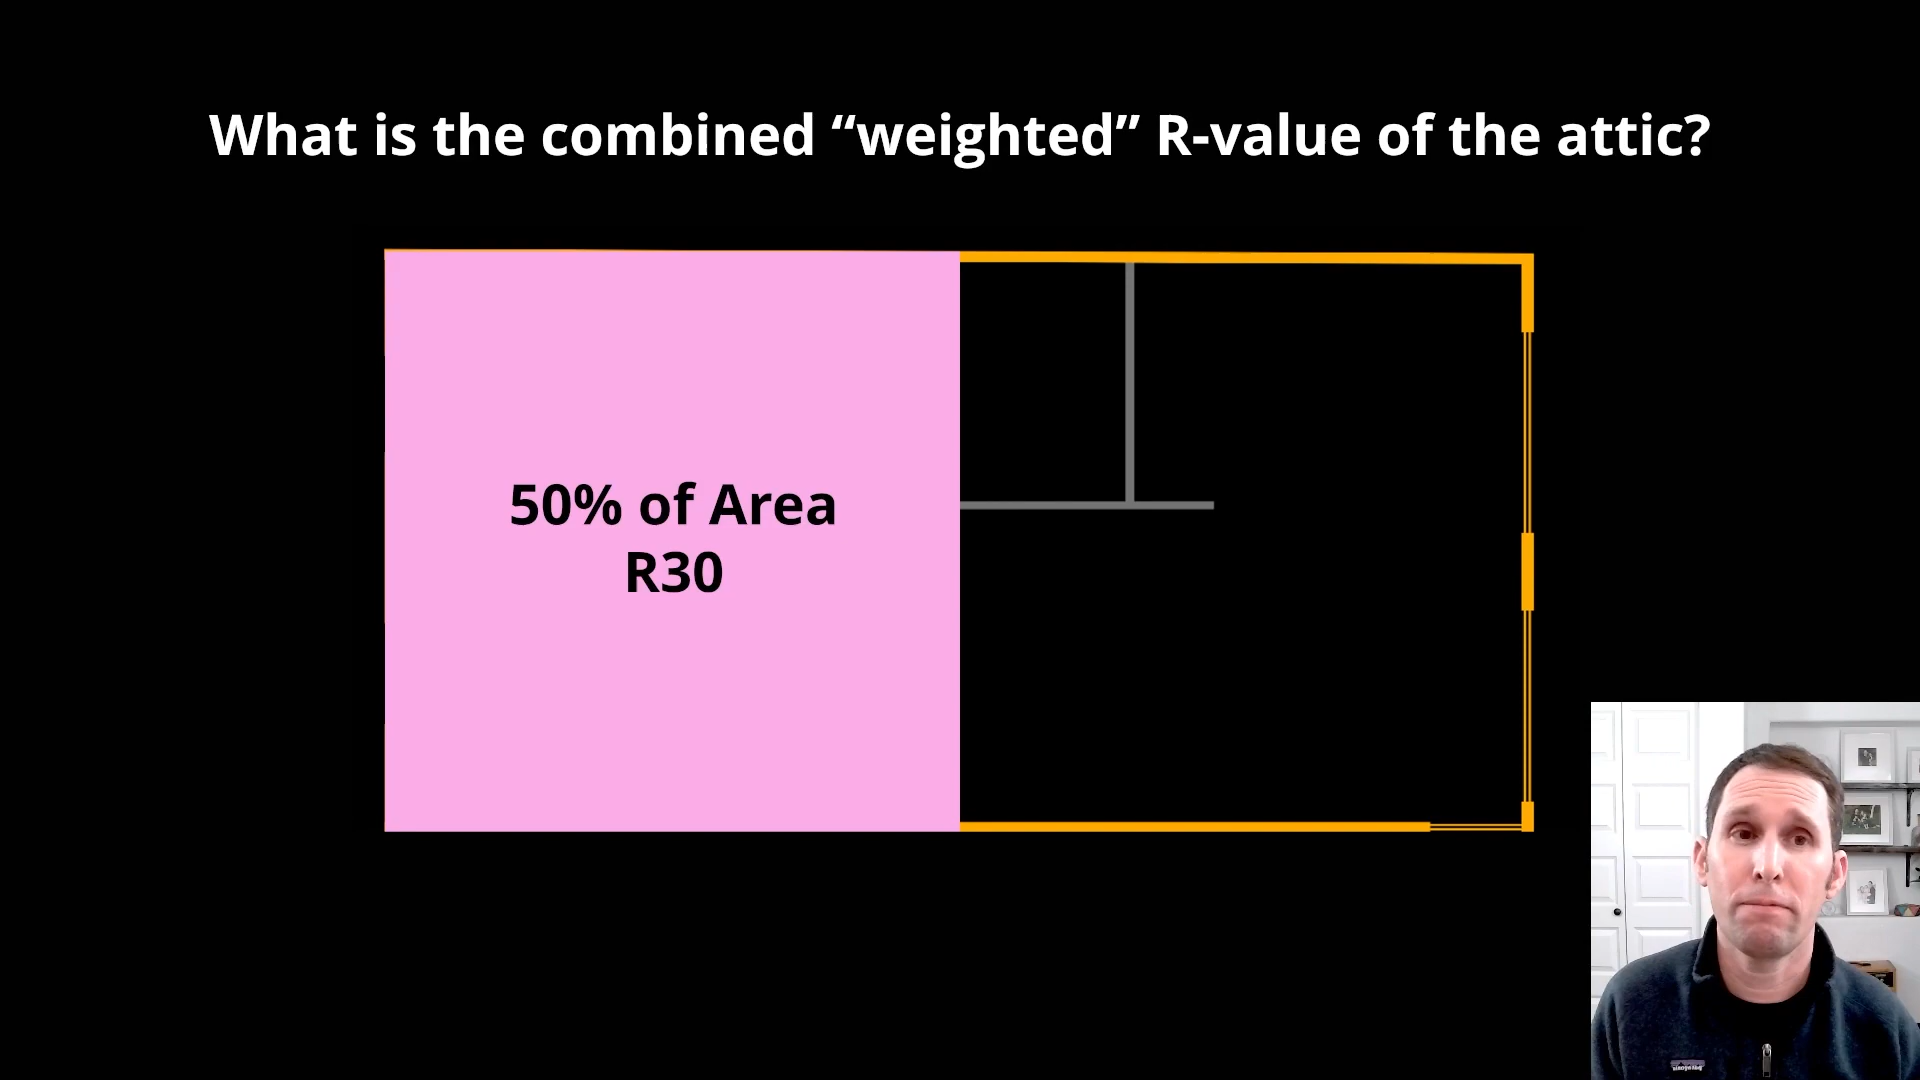 What is the combined “weighted” R-value of the attic?
50% of Area
R30